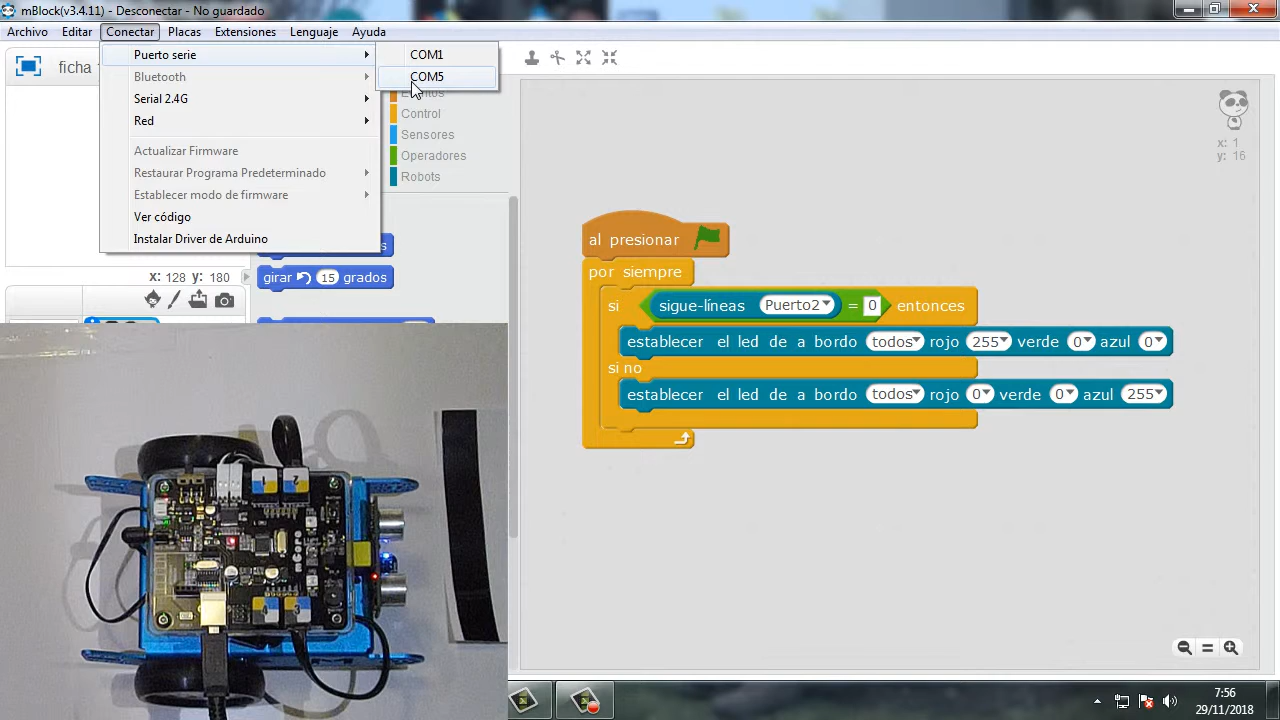 mBlock(v3.4.11) - Desconectar - No guardado
Archivo Editar Conectar Placas Extensiones Lenguaje Ayuda
ficha
Puerto serie
Bluetooth
Serial 2.4G
Red
Actualizar Firmware
Restaurar Programa Predeterminado
Establecer modo de firmware
Ver código
Instalar Driver de Arduino
COM1
COM5
Control
Sensores
Operadores
Robots
X: 128 y: 180
girar 15 grados
x: 1
y: 16
al presionar
por siempre
si sigue-líneas Puerto2 = 0 entonces
establecer el led de a bordo todos rojo 255 verde 0 azul 0
si no
establecer el led de a bordo todos rojo 0 verde 0 azul 255
1 2
4 3
7:56
29/11/2018